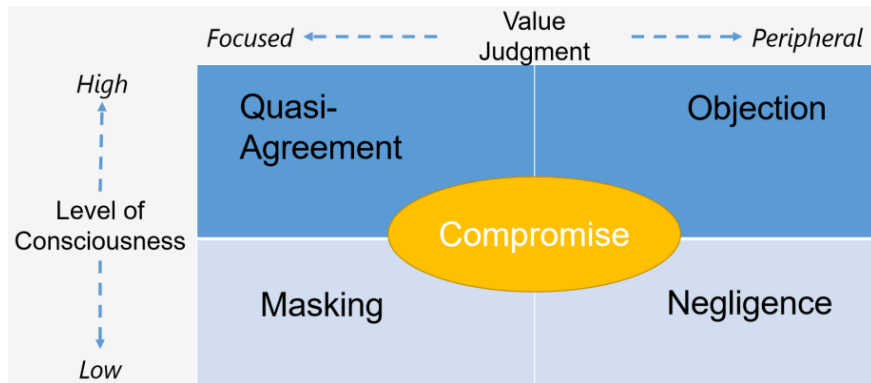 Value
Judgment
Focused
Peripheral
High
Quasi-
Agreement
Objection
Level of
Consciousness
Compromise
Masking
Negligence
Low